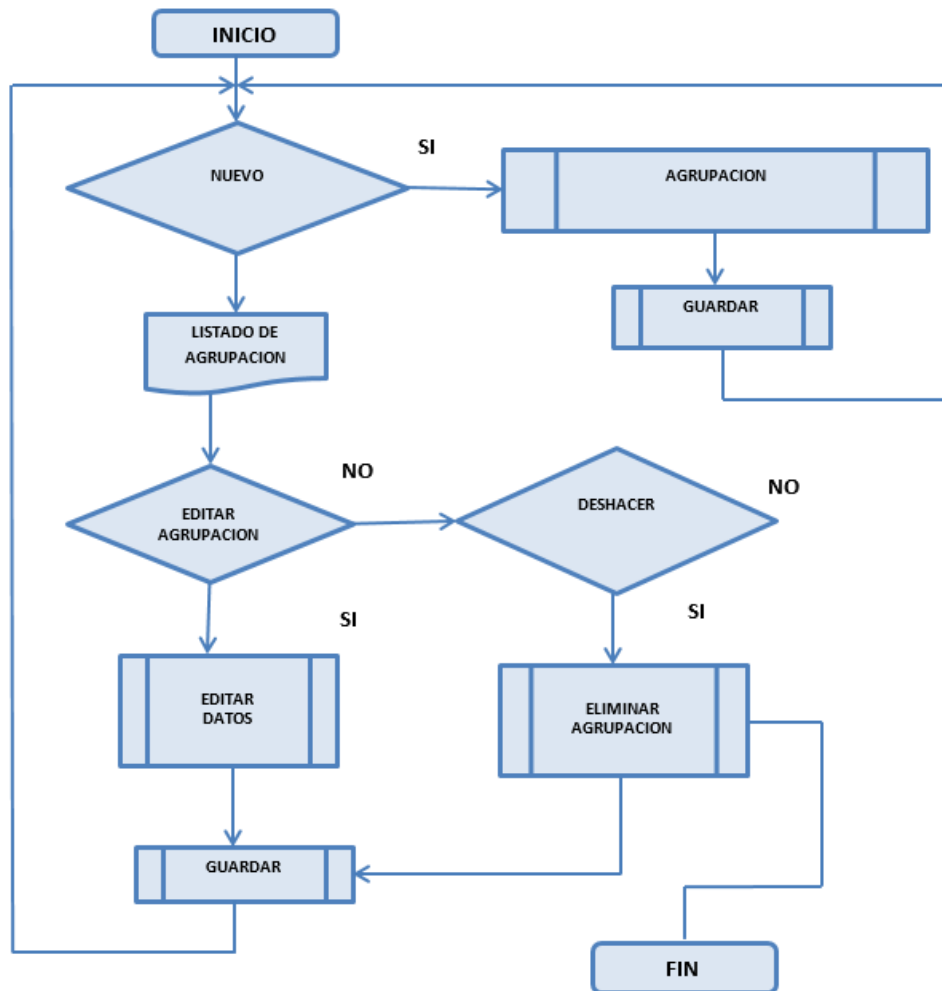 INICIO
SI
NUEVO
AGRUPACION
GUARDAR
LISTADO DE
AGRUPACION
NO
EDITAR
AGRUPACION
DESHACER
NO
SI
SI
EDITAR
DATOS
ELIMINAR
AGRUPACION
GUARDAR
FIN